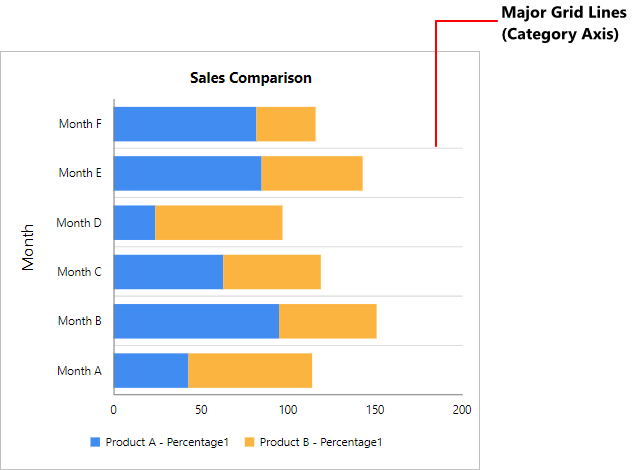 Major Grid Lines
(Category Axis)
Sales Comparison
Month F
Month E
Month D
Month C
Month B
Month A
Month
0 50 100 150 200
Product A - Percentage1 Product B - Percentage1